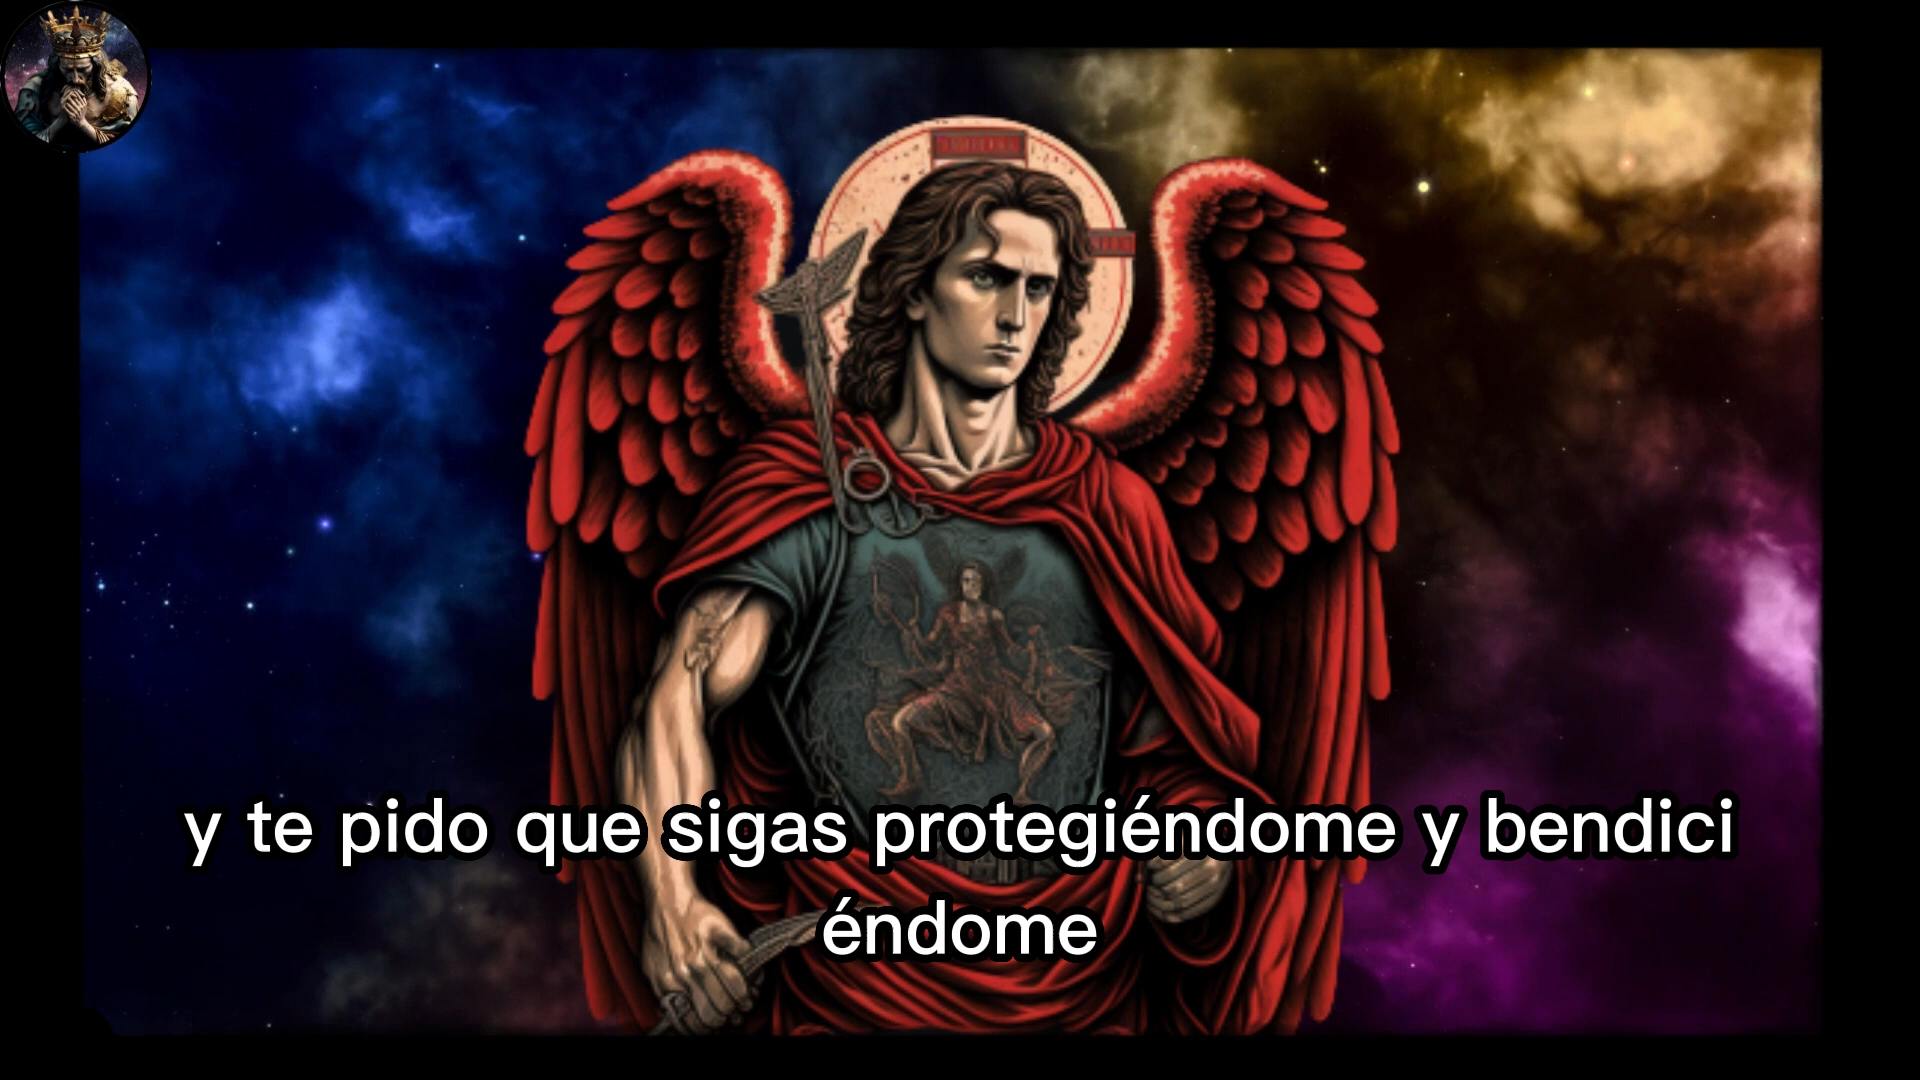 y te pido que sigas protegiéndome y bendici
éndome